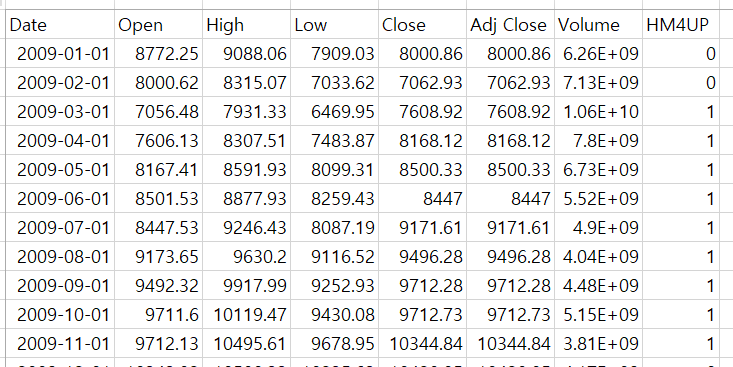 Date Open High Low Close Adj Close Volume HM4UP
2009-01-01 8772.25 9088.06 7909.03 8000.86 8000.86 6.26E+09 0
2009-02-01 8000.62 8315.07 7033.62 7062.93 7062.93 7.13E+09 0
2009-03-01 7056.48 7931.33 6469.95 7608.92 7608.92 1.06E+10 1
2009-04-01 7606.13 8307.51 7483.87 8168.12 8168.12 7.8E+09 1
2009-05-01 8167.41 8591.93 8099.31 8500.33 8500.33 6.73E+09 1
2009-06-01 8501.53 8877.93 8259.43 8447 8447 5.52E+09 1
2009-07-01 8447.53 9246.43 8087.19 9171.61 9171.61 4.9E+09 1
2009-08-01 9173.65 9630.2 9116.52 9496.28 9496.28 4.04E+09 1
2009-09-01 9492.32 9917.99 9252.93 9712.28 9712.28 4.48E+09 1
2009-10-01 9711.6 10119.47 9430.08 9712.73 9712.73 5.15E+09 1
2009-11-01 9712.13 10495.61 9678.95 10344.84 10344.84 3.81E+09 1